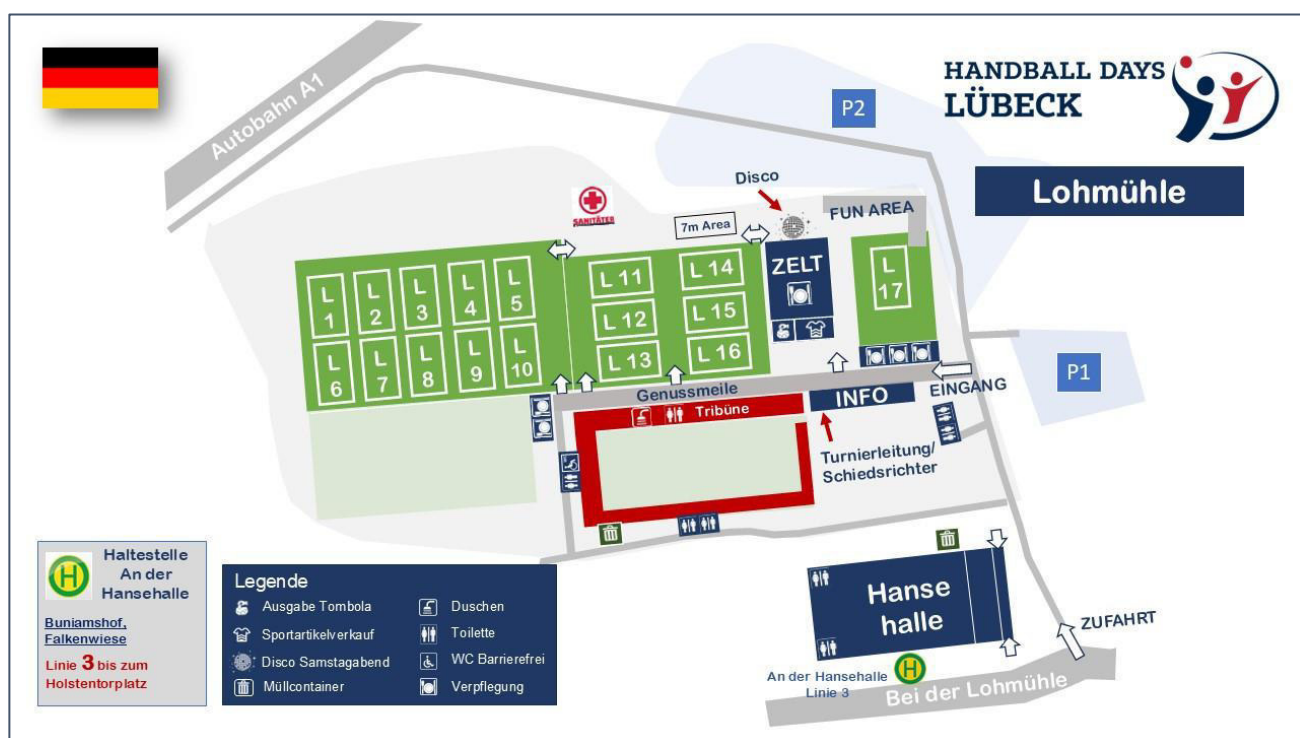 Autobahn A1
P2
HANDBALL DAYS
LÜBECK
Lohmühle
Disco
SANITÄTER
7m Area
FUN AREA
ZELT
L 1
L 2
L 3
L 4
L 5
L 6
L 7
L 8
L 9
L 10
L 11
L 12
L 13
L 14
L 15
L 16
L
17
P1
Genussmeile
Tribüne
INFO
EINGANG
Turnierleitung/
Schiedsrichter
Hanse
halle
ZUFAHRT
An der Hansehalle
Linie 3
H
Bei der Lohmühle
H
Haltestelle
An der
Hansehalle
Buniamshof,
Falkenwiese
Linie 3 bis zum
Holstentorplatz
Legende
Ausgabe Tombola
Sportartikelverkauf
Disco Samstagabend
Müllcontainer
Duschen
Toilette
WC Barrierefrei
Verpflegung